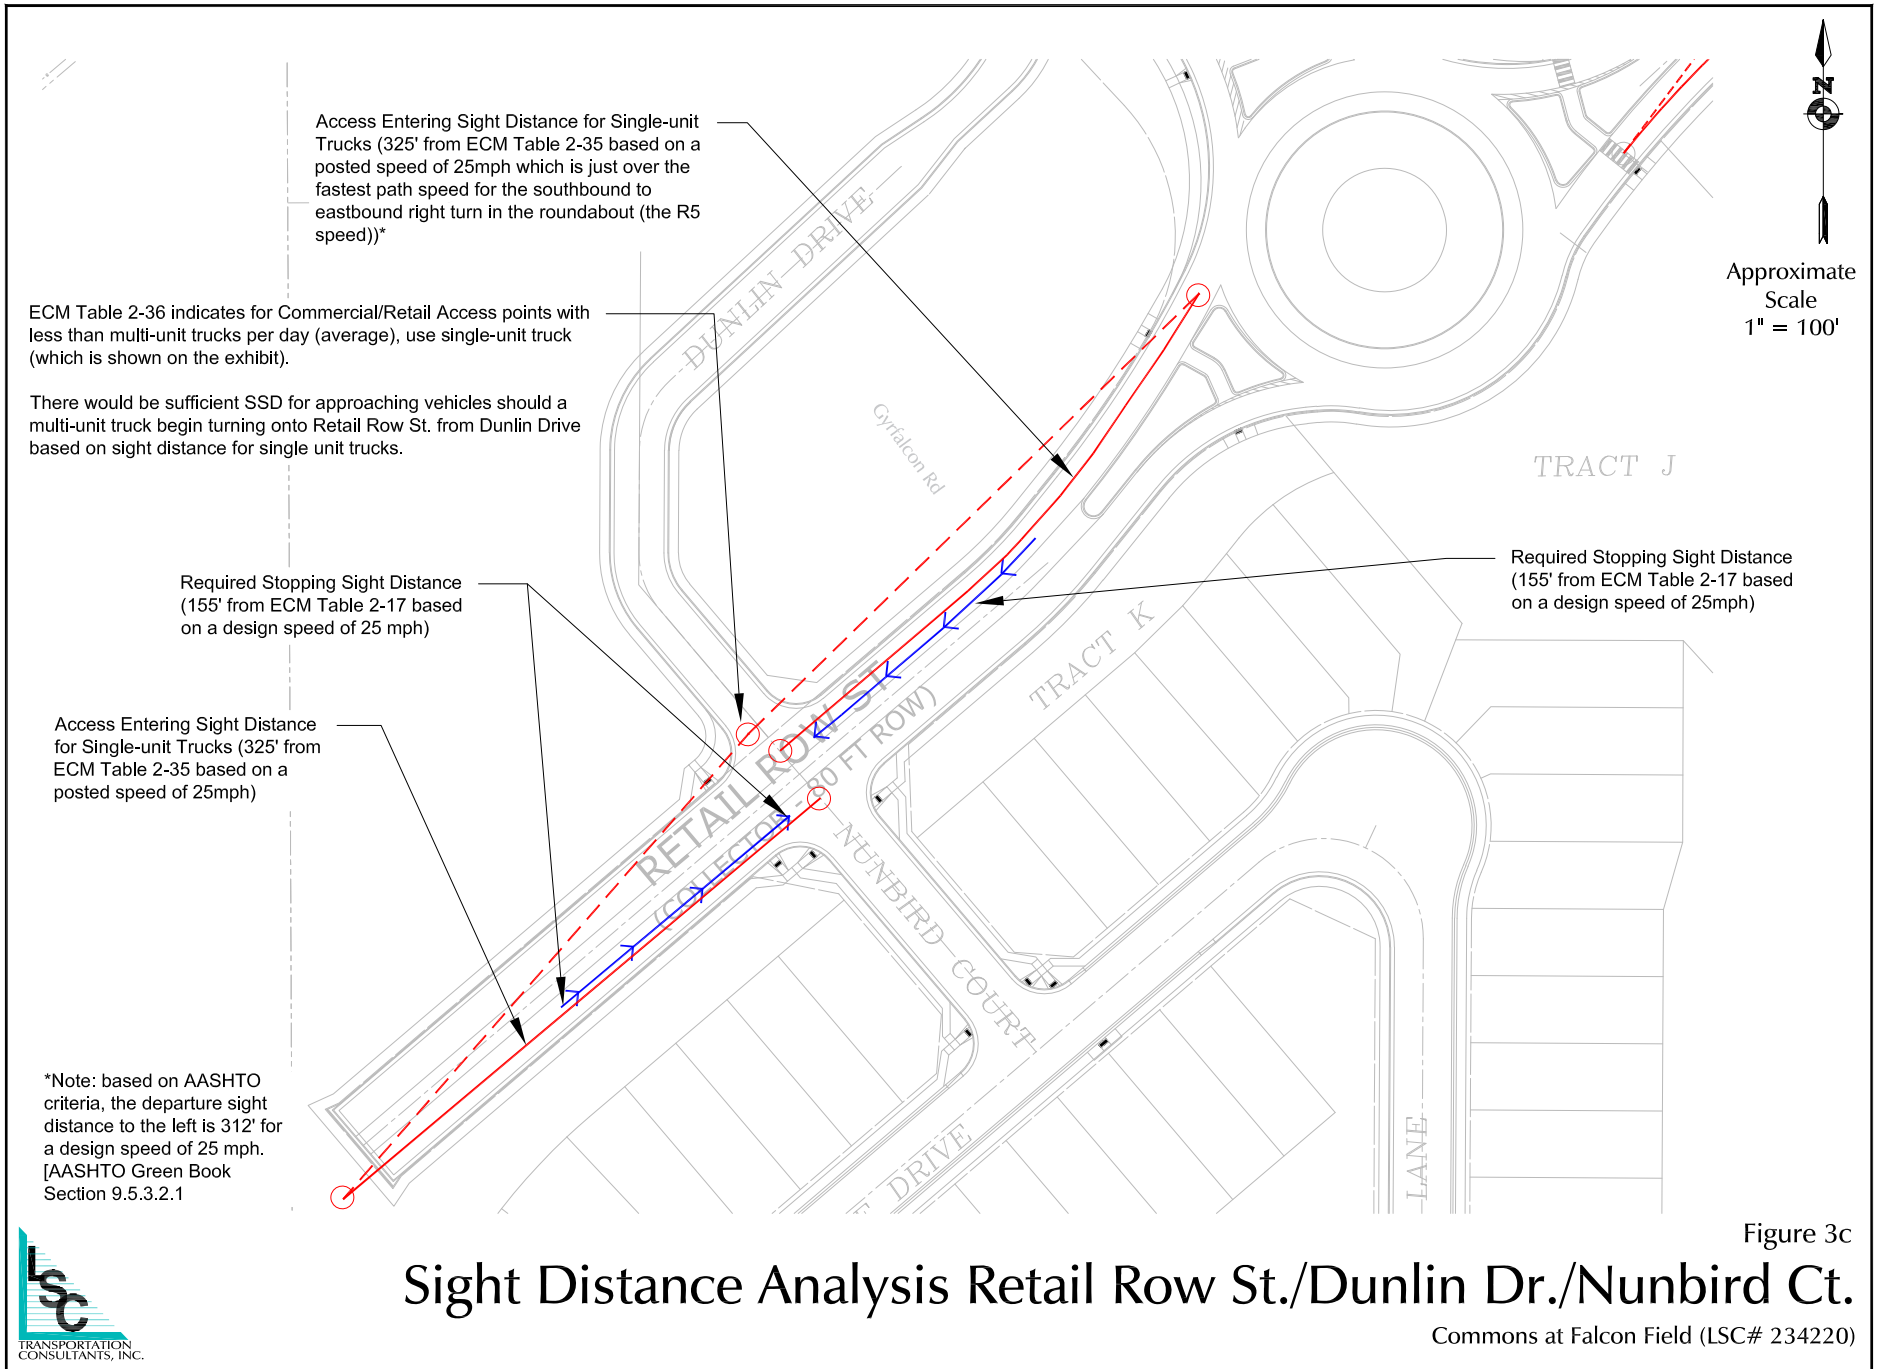 Access Entering Sight Distance for Single-unit
Trucks (325' from ECM Table 2-35 based on a
posted speed of 25mph which is just over the
fastest path speed for the southbound to
eastbound right turn in the roundabout (the R5
speed))*
N
Approximate
Scale
1" = 100'
DUNLIN DRIVE
ECM Table 2-36 indicates for Commercial/Retail Access points with
less than multi-unit trucks per day (average), use single-unit truck
(which is shown on the exhibit).
There would be sufficient SSD for approaching vehicles should a
multi-unit truck begin turning onto Retail Row St. from Dunlin Drive
based on sight distance for single unit trucks.
Gyrfalcon Rd
TRACT J
Required Stopping Sight Distance
(155' from ECM Table 2-17 based
on a design speed of 25 mph)
Required Stopping Sight Distance
(155' from ECM Table 2-17 based
on a design speed of 25mph)
TRACT K
RETAIL ROW ST
(COLLECTOR - 80 FT ROW)
Access Entering Sight Distance
for Single-unit Trucks (325' from
ECM Table 2-35 based on a
posted speed of 25mph)
NUNBIRD COURT
*Note: based on AASHTO
criteria, the departure sight
distance to the left is 312' for
a design speed of 25 mph.
[AASHTO Green Book
Section 9.5.3.2.1
DRIVE
LANE
Figure 3c
Sight Distance Analysis Retail Row St./Dunlin Dr./Nunbird Ct.
Commons at Falcon Field (LSC# 234220)
LSC
TRANSPORTATION
CONSULTANTS, INC.